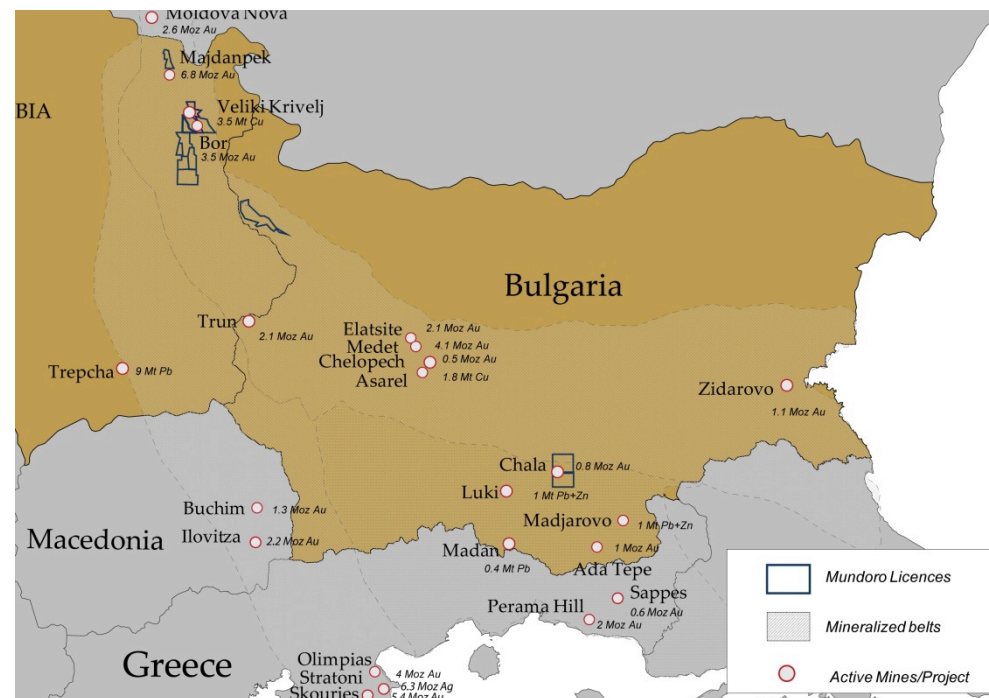 Moldova Nova
2.6 Moz Au
Majdanpek
6.8 Moz Au
BIA
Veliki Krivelj
3.5 Mt Cu
Bor
3.5 Moz Au
Bulgaria
Trun
2.1 Moz Au
Elatsite
2.1 Moz Au
Medet
4.1 Moz Au
Chelopech
0.5 Moz Au
Asarel
1.8 Mt Cu
Trepcha
9 Mt Pb
Zidarovo
1.1 Moz Au
Chala
0.8 Moz Au
Luki
1 Mt Pb+Zn
Buchim
1.3 Moz Au
Madjarovo
1 Mt Pb+Zn
Macedonia
Ilovitza
2.2 Moz Au
Madan
0.4 Mt Pb
1 Moz Au
Ada Tepe
Sappes
0.6 Moz Au
Perama Hill
2 Moz Au
Greece
Olimpias
4 Moz Au
Stratoni
6.3 Moz Ag
Skouries
5.4 Moz Au
Mundoro Licences
Mineralized belts
Active Mines/Project